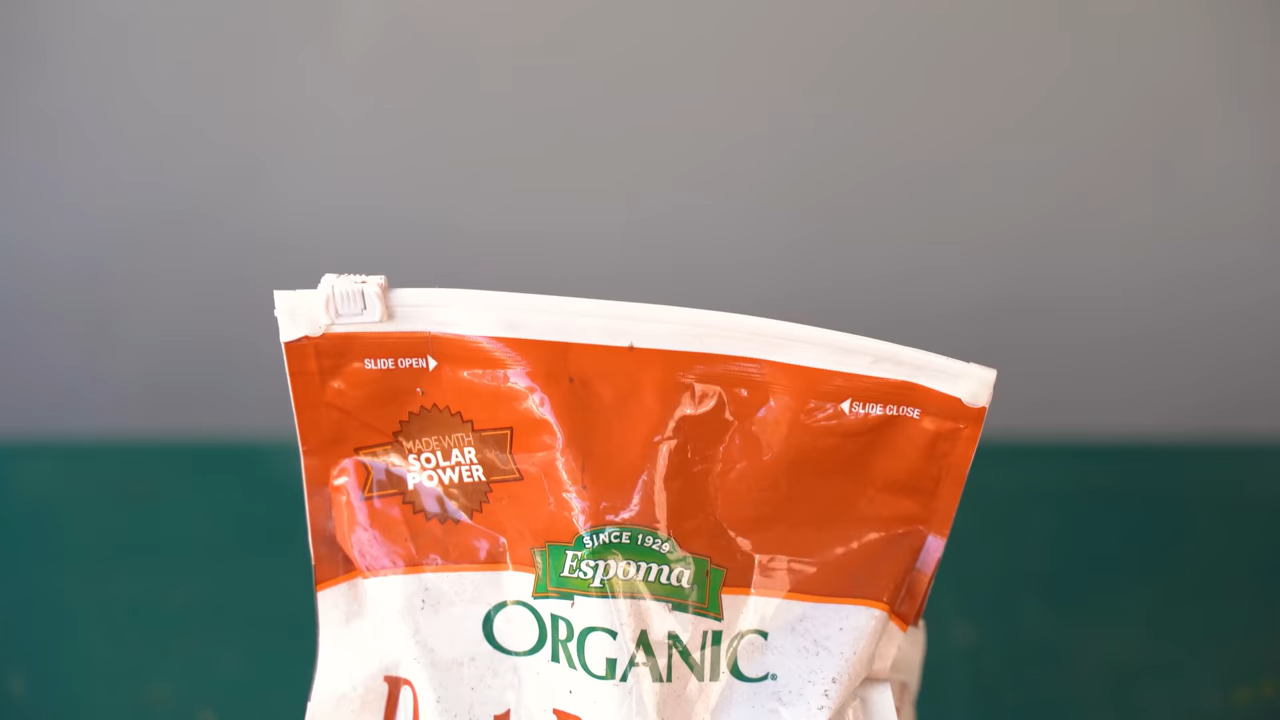 SLIDE OPEN
SLIDE CLOSE
MADE WITH
SOLAR
POWER
SINCE 1929
Espoma
ORGANIC®